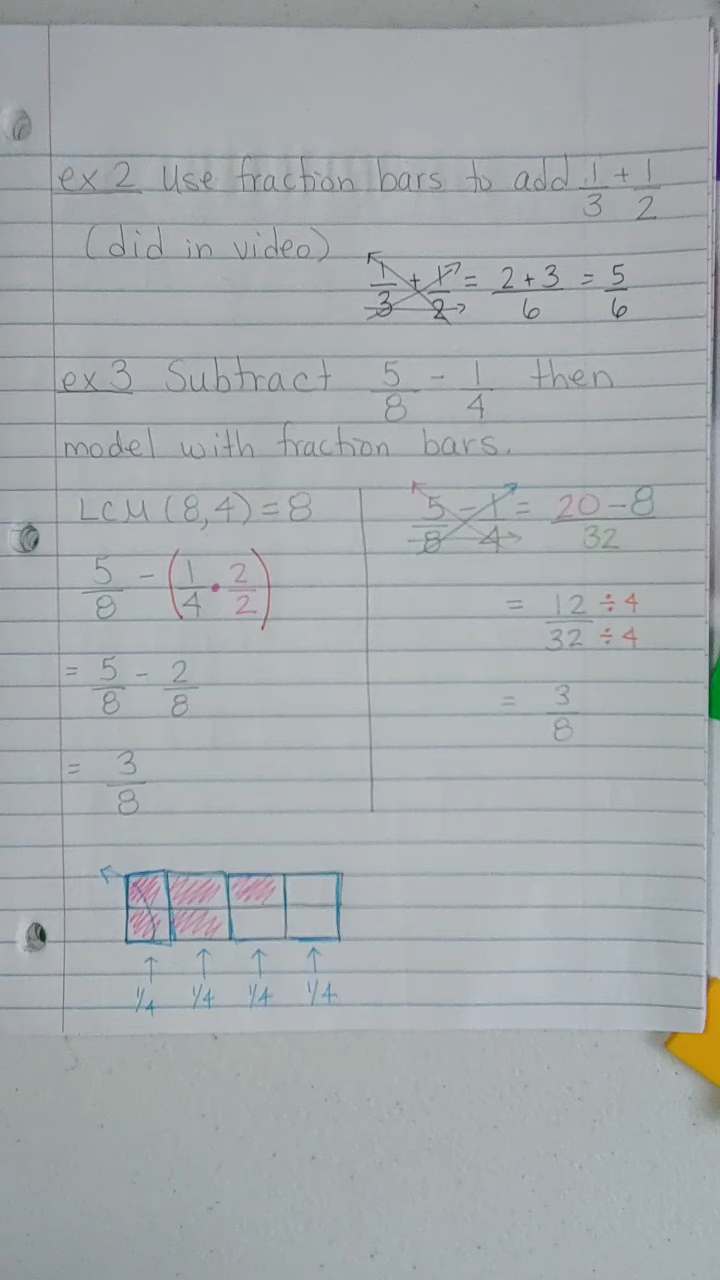 ex 2 Use fraction bars to add 1/3 + 1/2
(did in video)
1/3 + 1/2 = (2+3)/6 = 5/6
ex 3 Subtract 5/8 - 1/4 then
model with fraction bars.
LCM (8,4) = 8
5/8 - (1/4 • 2/2)
= 5/8 - 2/8
= 3/8
5/8 - 1/4 = (20-8)/32
= 12÷4/32÷4
= 3/8
1/4 1/4 1/4 1/4